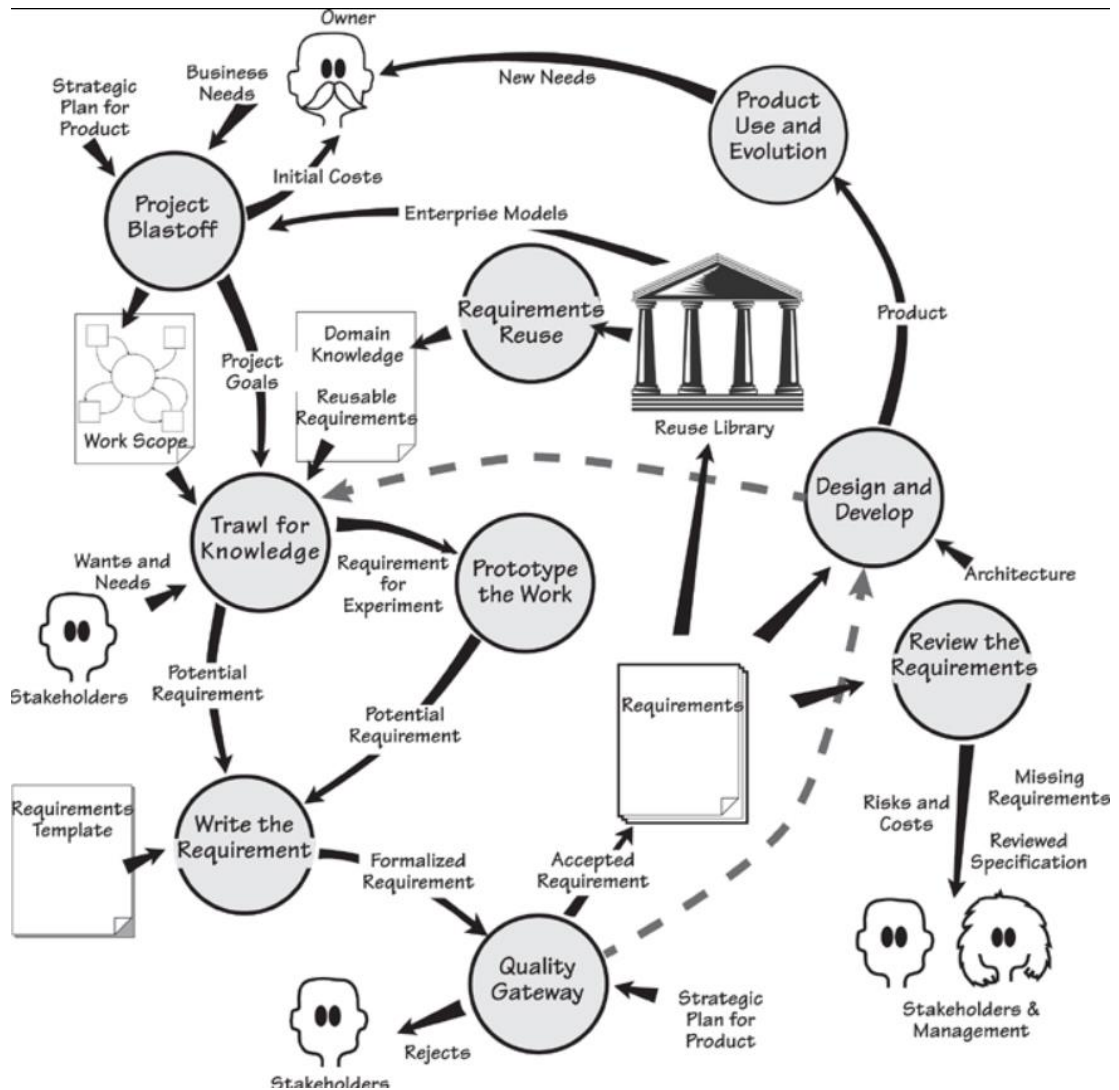 Owner
Strategic
Plan for
Product
Business
Needs
New Needs
Product
Use and
Evolution
Project
Blastoff
Initial Costs
Enterprise Models
Requirements
Reuse
Domain
Knowledge
Reusable
Requirements
Project
Goals
Work Scope
Reuse Library
Product
Trawl for
Knowledge
Design and
Develop
Wants and
Needs
Stakeholders
Requirement
for
Experiment
Prototype
the Work
Architecture
Review the
Requirements
Potential
Requirement
Potential
Requirement
Requirements
Requirements
Template
Write the
Requirement
Formalized
Requirement
Accepted
Requirement
Risks and
Costs
Missing
Requirements
Reviewed
Specification
Quality
Gateway
Strategic
Plan for
Product
Rejects
Stakeholders
Stakeholders &
Management